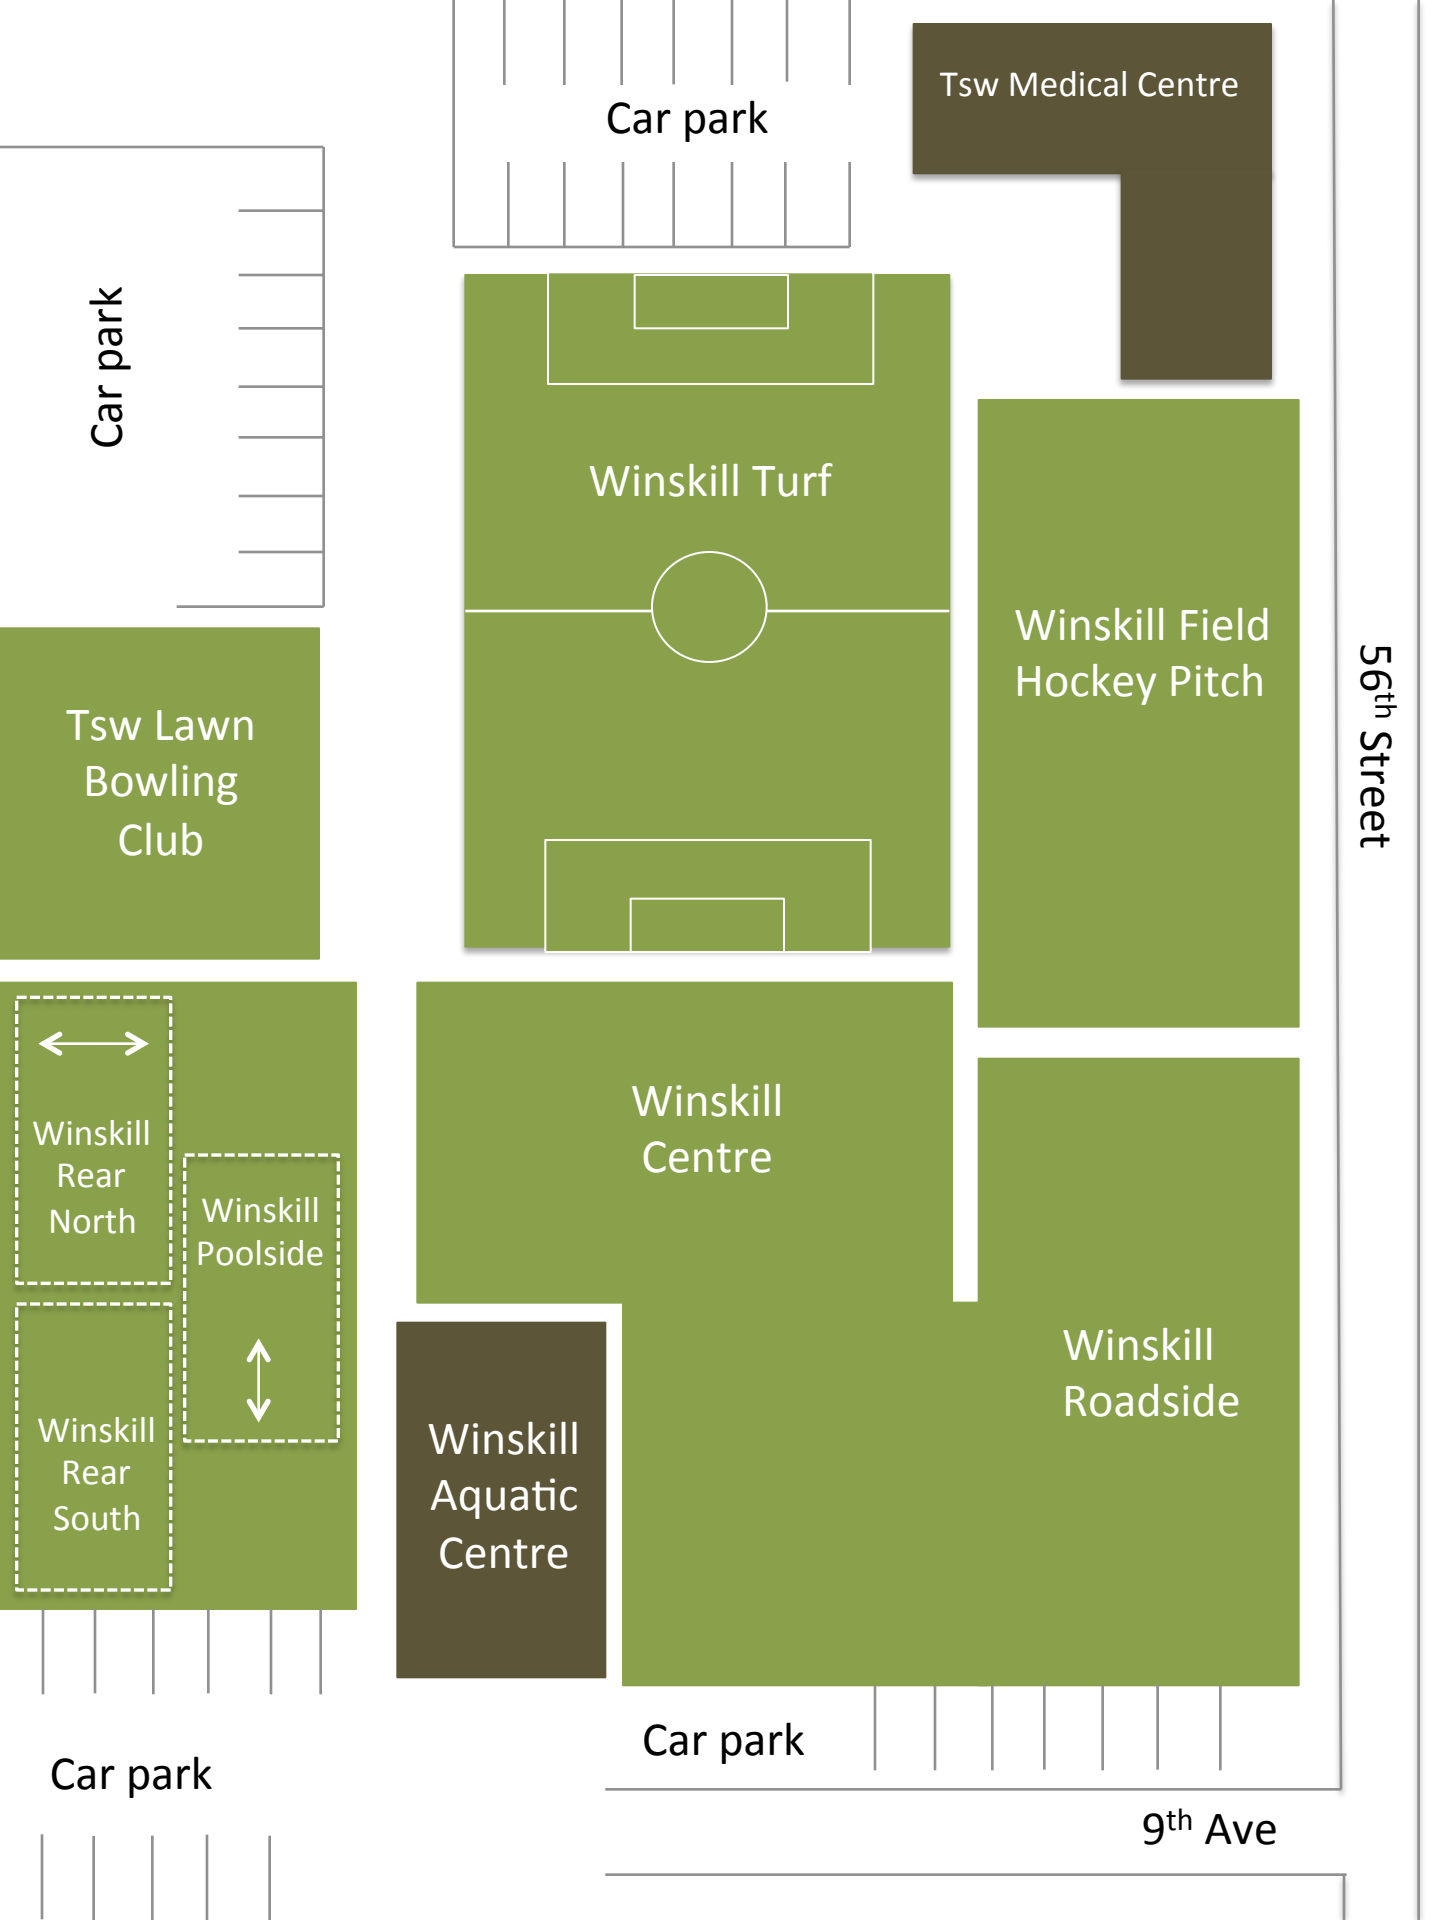 Tsw Medical Centre
Car park
Car park
Winskill Turf
Winskill Field
Hockey Pitch
56th Street
Tsw Lawn
Bowling
Club
Winskill
Centre
Winskill
Rear
North
Winskill
Poolside
Winskill
Roadside
Winskill
Rear
South
Winskill
Aquatic
Centre
Car park
Car park
9th Ave